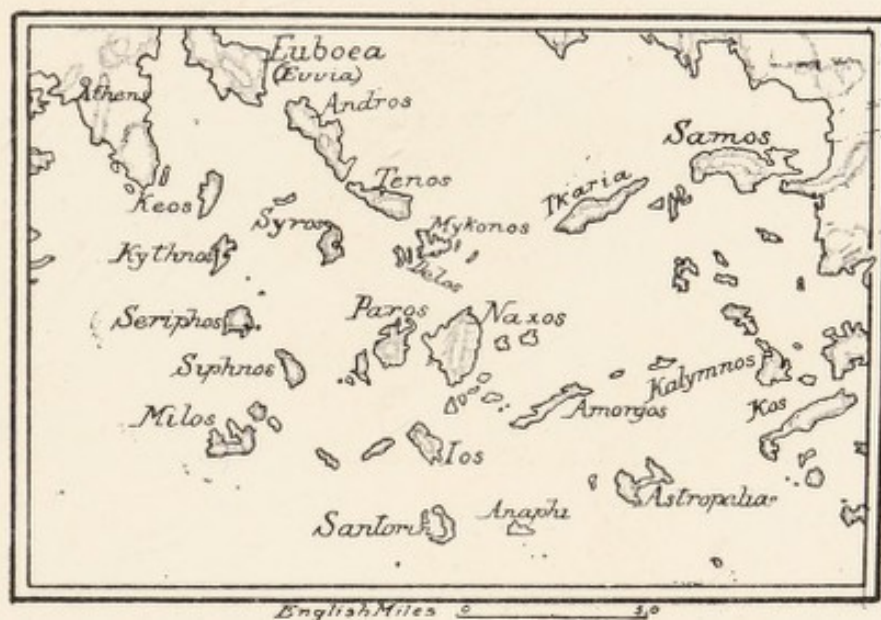 Euboea
(Ævvia)
Athens
Andros
Samos
Tenos
Ikaria
Keos
Syros
Mykonos
Kythnos
Delos
Seriphos
Paros
Naxos
Siphnos
Kalymnos
Milos
Amorgos
Kos
Ios
Astropalia
Santori
Anaphi
English Miles 0 50